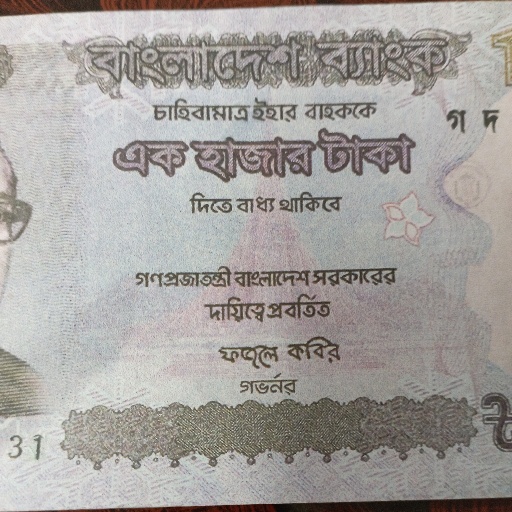 বাংলাদেশ ব্যাংক
চাহিবামাত্র ইহার বাহককে
গ দ
এক হাজার টাকা
দিতে বাধ্য থাকিবে
গণপ্রজাতন্ত্রী বাংলাদেশ সরকারের
দায়িত্বে প্রবর্তিত
ফজলে কবির
গভর্নর
31
৳